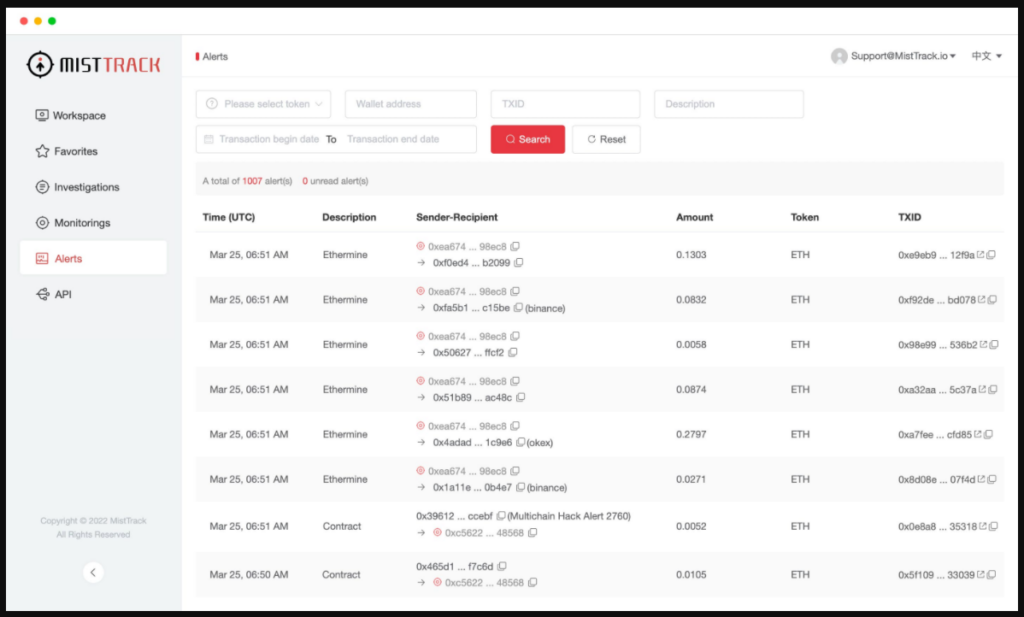 MISTTRACK
Alerts
Support@MistTrack.io 中文
Workspace
Favorites
Investigations
Monitorings
Alerts
API
Please select token Wallet address TXID Description
Transaction begin date To Transaction end date Search Reset
A total of 1007 alert(s) 0 unread alert(s)
Time (UTC) Description Sender-Recipient Amount Token TXID
Mar 25, 06:51 AM Ethermine 0xea674 ... 98ec8 → 0xf0ed4 ... b2099 0.1303 ETH 0xe9eb9 ... 12f9a
Mar 25, 06:51 AM Ethermine 0xea674 ... 98ec8 → 0xfa5b1 ... c15be (binance) 0.0832 ETH 0xf92de ... bd078
Mar 25, 06:51 AM Ethermine 0xea674 ... 98ec8 → 0x50627 ... ffcf2 0.0058 ETH 0x98e99 ... 536b2
Mar 25, 06:51 AM Ethermine 0xea674 ... 98ec8 → 0x51b89 ... ac48c 0.0874 ETH 0xa32aa ... 5c37a
Mar 25, 06:51 AM Ethermine 0xea674 ... 98ec8 → 0x4adad ... 1c9e6 (okex) 0.2797 ETH 0xa7fee ... cfd85
Mar 25, 06:51 AM Ethermine 0xea674 ... 98ec8 → 0x1a11e ... 0b4e7 (binance) 0.0271 ETH 0x8d08e ... 07f4d
Mar 25, 06:51 AM Contract 0x39612 ... ccebf (Multichain Hack Alert 2760) → 0xc5622 ... 48568 0.0052 ETH 0x0e8a8 ... 35318
Mar 25, 06:50 AM Contract 0x465d1 ... f7c6d → 0xc5622 ... 48568 0.0105 ETH 0x5f109 ... 33039
Copyright © 2022 MistTrack
All Rights Reserved